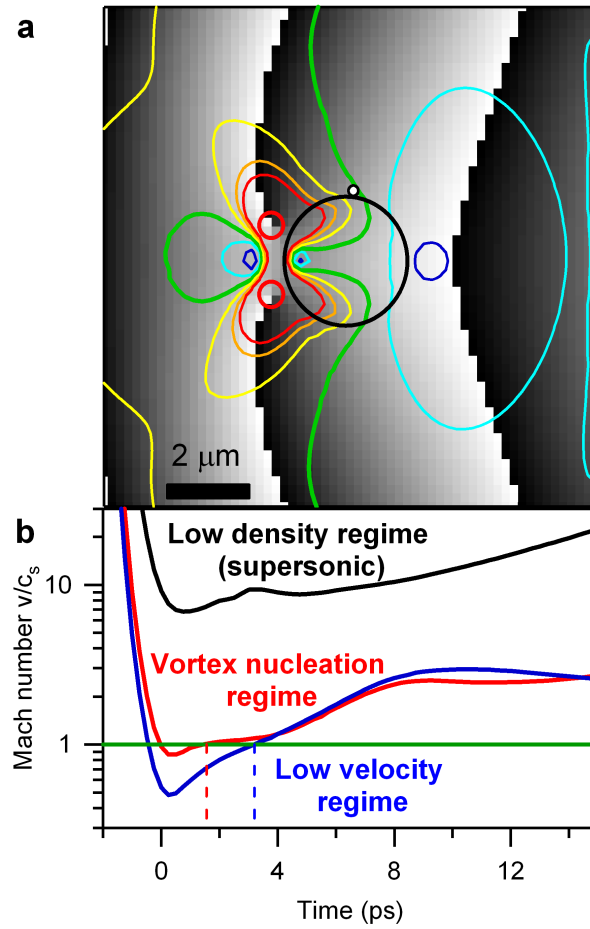 a
2 μm
b
Low density regime
(supersonic)
10
Vortex nucleation
regime
1
Low velocity
regime
Mach number v/cₛ
0
4
8
12
Time (ps)